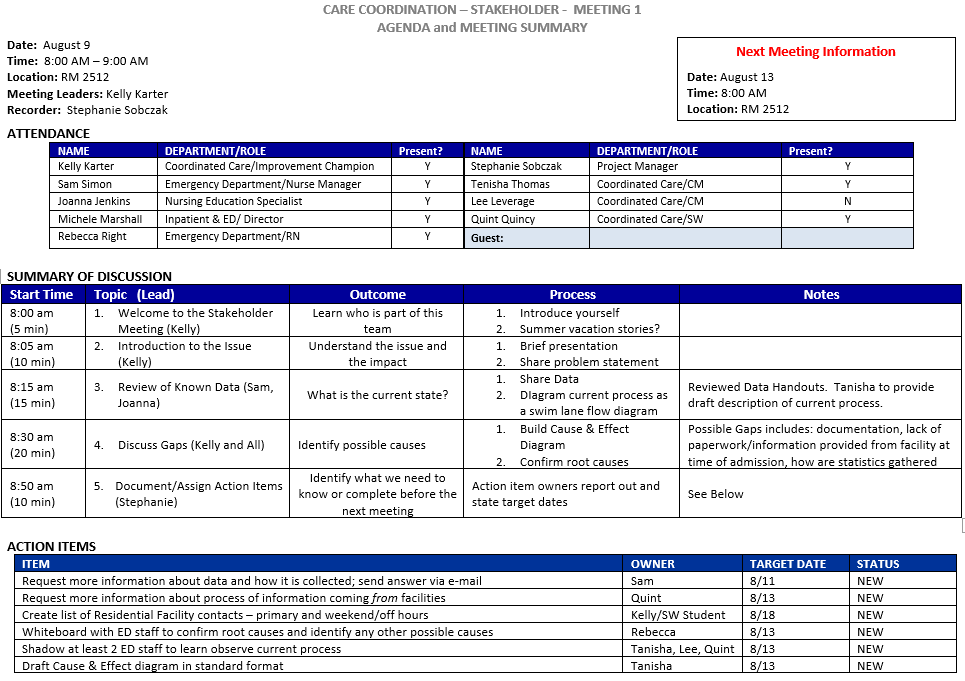 CARE COORDINATION – STAKEHOLDER - MEETING 1
AGENDA and MEETING SUMMARY
Date: August 9
Time: 8:00 AM – 9:00 AM
Location: RM 2512
Meeting Leaders: Kelly Karter
Recorder: Stephanie Sobczak
Next Meeting Information
Date: August 13
Time: 8:00 AM
Location: RM 2512
ATTENDANCE
NAME DEPARTMENT/ROLE Present? NAME DEPARTMENT/ROLE Present?
Kelly Karter Coordinated Care/Improvement Champion Y Stephanie Sobczak Project Manager Y
Sam Simon Emergency Department/Nurse Manager Y Tenisha Thomas Coordinated Care/CM Y
Joanna Jenkins Nursing Education Specialist Y Lee Leverage Coordinated Care/CM N
Michele Marshall Inpatient & ED/ Director Y Quint Quincy Coordinated Care/SW Y
Rebecca Right Emergency Department/RN Y Guest:
SUMMARY OF DISCUSSION
Start Time Topic (Lead) Outcome Process Notes
8:00 am
(5 min)
1. Welcome to the Stakeholder
Meeting (Kelly)
Learn who is part of this
team
1. Introduce yourself
2. Summer vacation stories?
8:05 am
(10 min)
2. Introduction to the Issue
(Kelly)
Understand the issue and
the impact
1. Brief presentation
2. Share problem statement
8:15 am
(15 min)
3. Review of Known Data (Sam,
Joanna)
What is the current state?
1. Share Data
2. DIagram current process as
a swim lane flow diagram
Reviewed Data Handouts. Tanisha to provide
draft description of current process.
8:30 am
(20 min)
4. Discuss Gaps (Kelly and All)
Identify possible causes
1. Build Cause & Effect
Diagram
2. Confirm root causes
Possible Gaps includes: documentation, lack of
paperwork/information provided from facility at
time of admission, how are statistics gathered
8:50 am
(10 min)
5. Document/Assign Action Items
(Stephanie)
Identify what we need to
know or complete before the
next meeting
Action item owners report out and
state target dates
See Below
ACTION ITEMS
ITEM OWNER TARGET DATE STATUS
Request more information about data and how it is collected; send answer via e-mail Sam 8/11 NEW
Request more information about process of information coming from facilities Quint 8/13 NEW
Create list of Residential Facility contacts – primary and weekend/off hours Kelly/SW Student 8/18 NEW
Whiteboard with ED staff to confirm root causes and identify any other possible causes Rebecca 8/13 NEW
Shadow at least 2 ED staff to learn observe current process Tanisha, Lee, Quint 8/13 NEW
Draft Cause & Effect diagram in standard format Tanisha 8/13 NEW